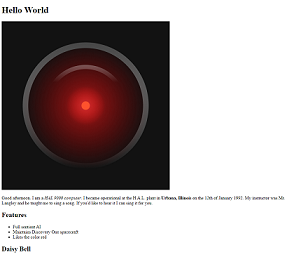 Hello World
Good afternoon. I am a HAL 9000 computer. I became operational at the H.A.L. plant in Urbana, Illinois on the 12th of January 1992. My instructor was Mr.
Langley and he taught me to sing a song. If you'd like to hear it I can sing it for you.
Features
Full sentient AI
Maintain Discovery One spacecraft
Likes the color red
Daisy Bell